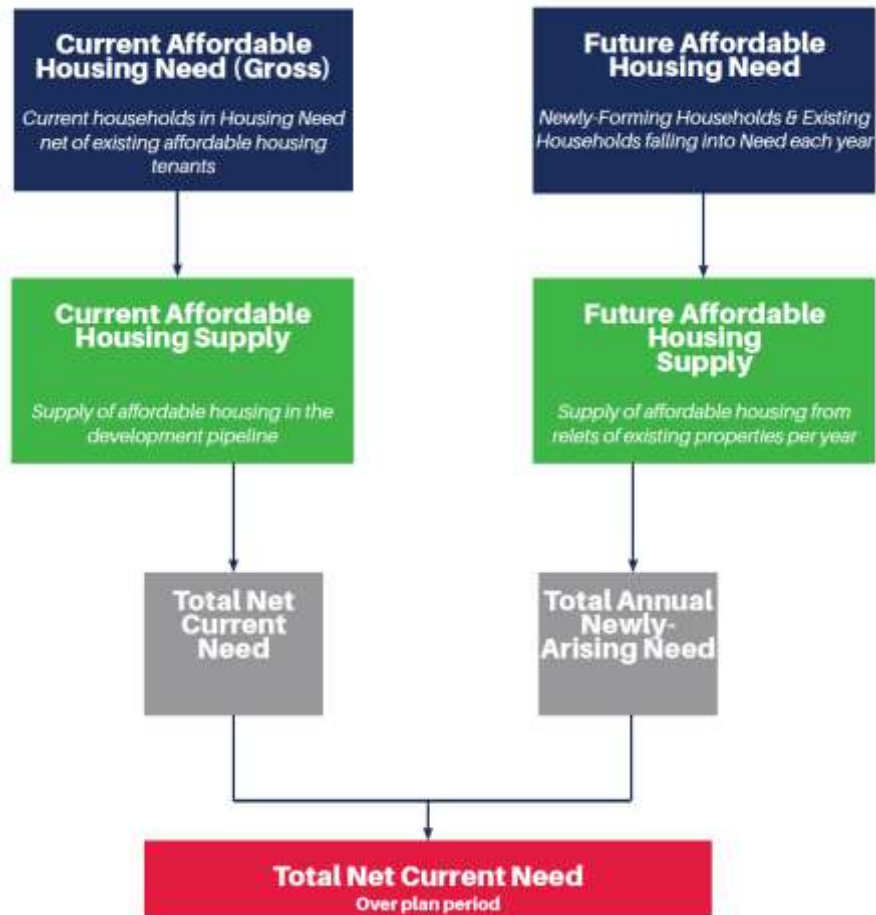 Current Affordable
Housing Need (Gross)
Current households in Housing Need
net of existing affordable housing
tenants
Future Affordable
Housing Need
Newly-Forming Households & Existing
Households falling into Need each year
Current Affordable
Housing Supply
Supply of affordable housing in the
development pipeline
Future Affordable
Housing
Supply
Supply of affordable housing from
relets of existing properties per year
Total Net
Current
Need
Total Annual
Newly-
Arising Need
Total Net Current Need
Over plan period